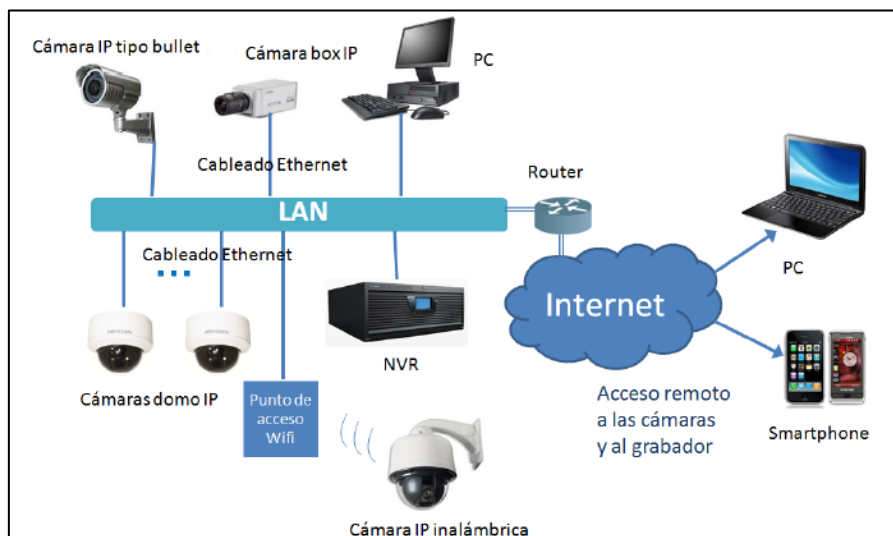 Cámara IP tipo bullet
Cámara box IP
PC
Cableado Ethernet
Router
LAN
Cableado Ethernet
Internet
PC
NVR
Cámaras domo IP
Punto de
acceso
Wifi
Acceso remoto
a las cámaras
y al grabador
Smartphone
Cámara IP inalámbrica